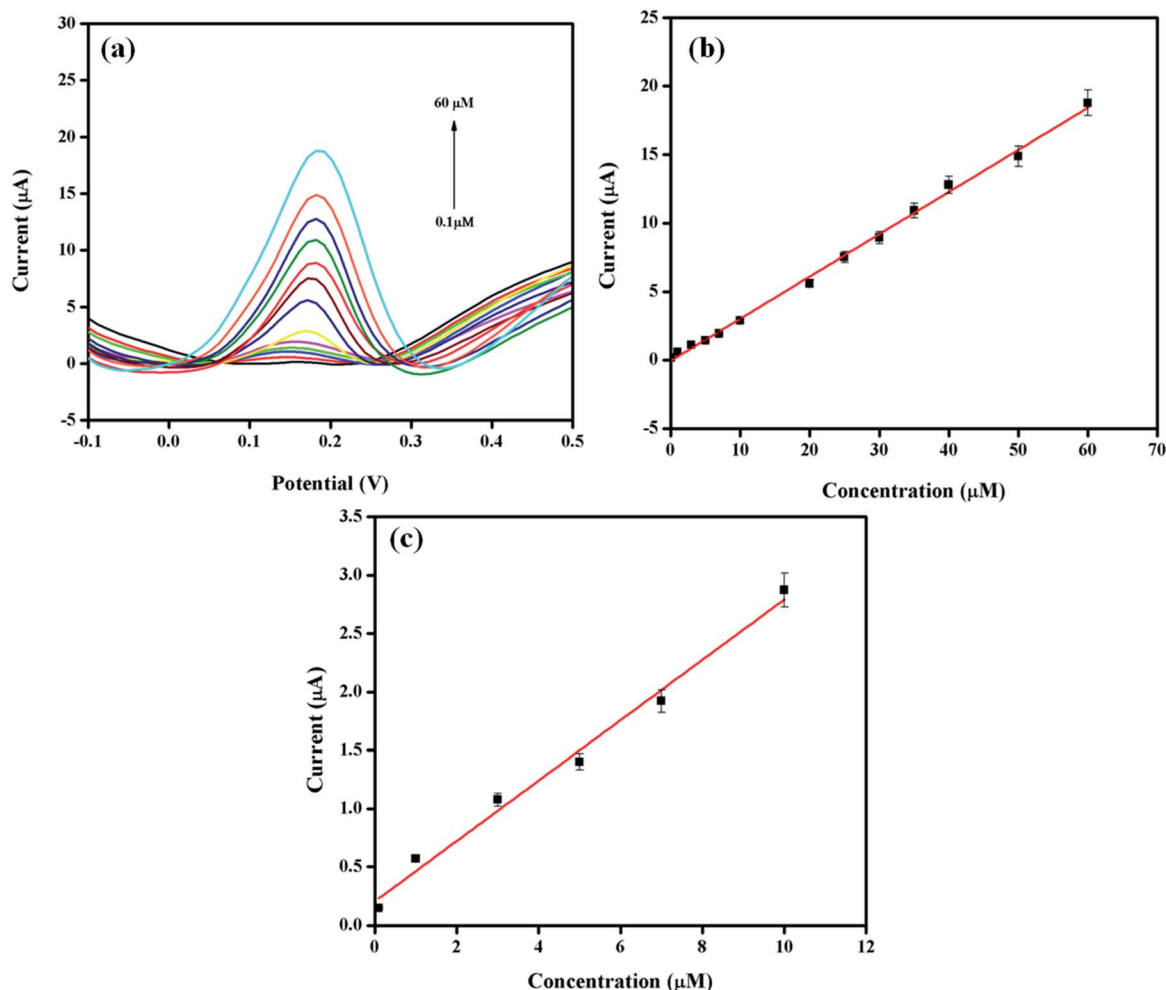 (a)
30
25
20
15
10
5
0
-5
Current (µA)
60 µM
0.1µM
-0.1 0.0 0.1 0.2 0.3 0.4 0.5
Potential (V)
(b)
25
20
15
10
5
0
-5
Current (µA)
0 10 20 30 40 50 60 70
Concentration (µM)
(c)
3.5
3.0
2.5
2.0
1.5
1.0
0.5
0.0
Current (µA)
0 2 4 6 8 10 12
Concentration (µM)